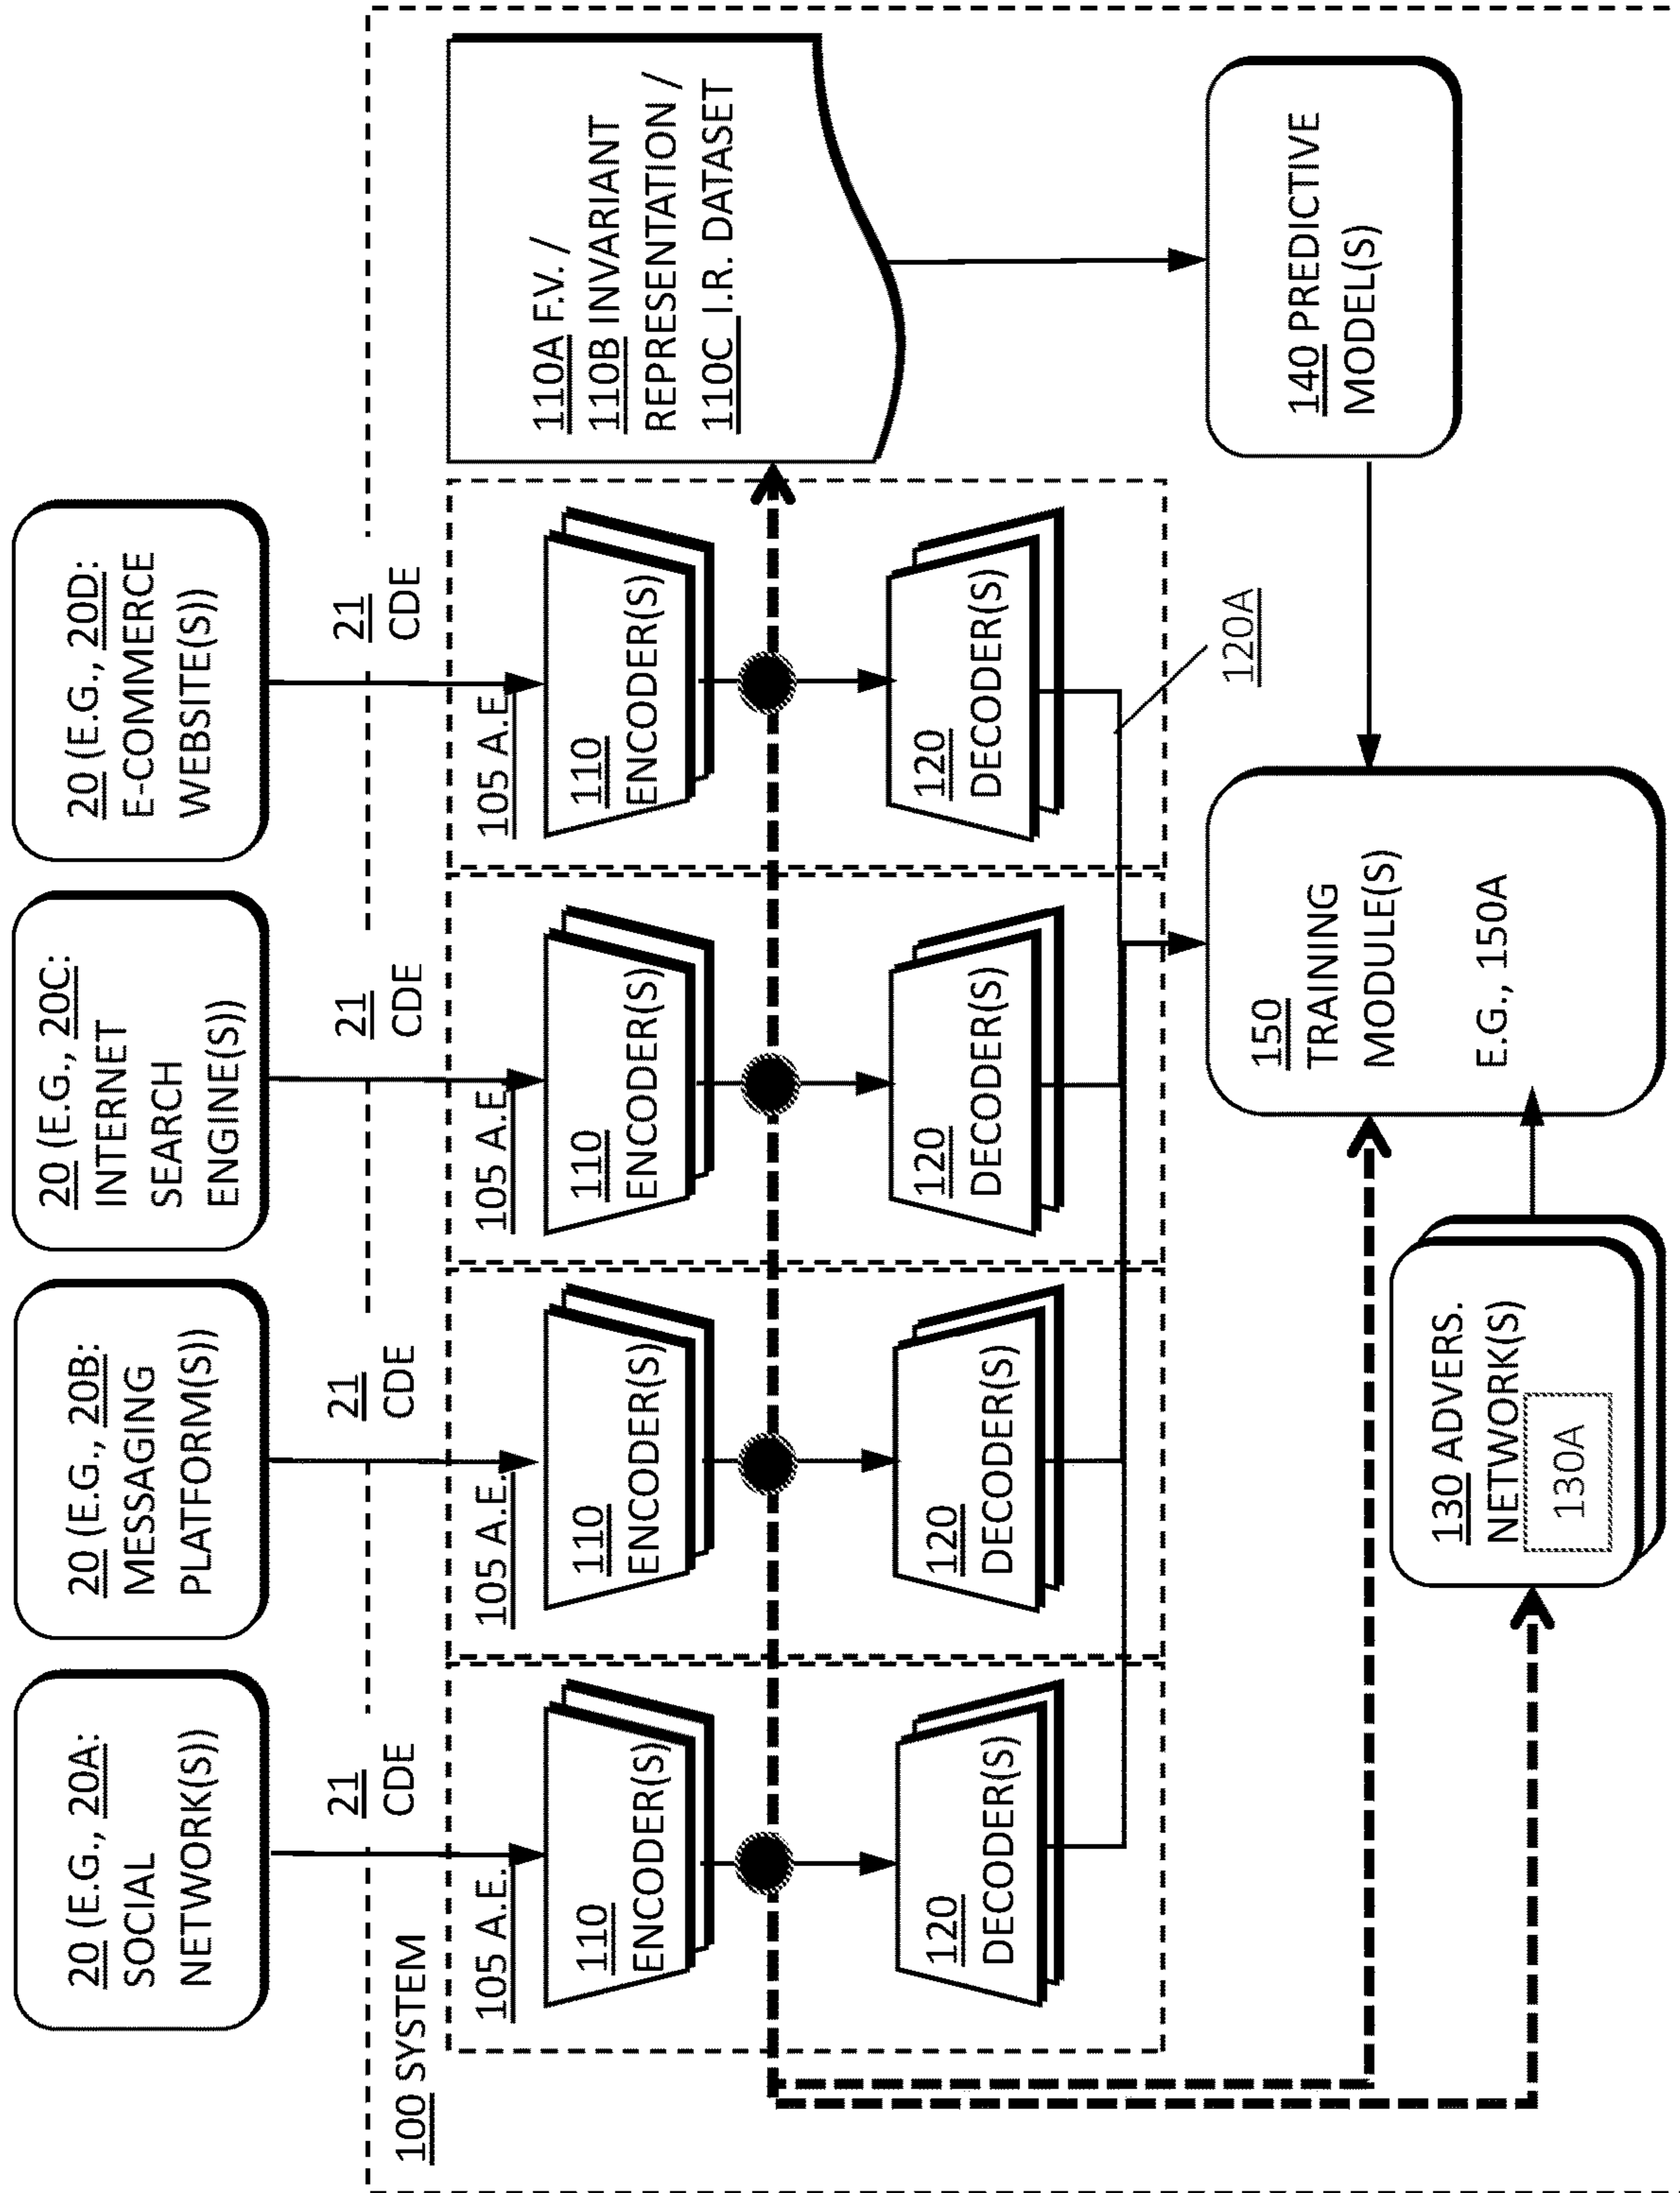 20 (E.G., 20A:
SOCIAL
NETWORK(S))
20 (E.G., 20B:
MESSAGING
PLATFORM(S))
20 (E.G., 20C:
INTERNET
SEARCH
ENGINE(S))
20 (E.G., 20D:
E-COMMERCE
WEBSITE(S))
21
CDE
21
CDE
21
CDE
21
CDE
100 SYSTEM
105 A.E.
105 A.E.
105 A.E.
105 A.E.
110
ENCODER(S)
110
ENCODER(S)
110
ENCODER(S)
110
ENCODER(S)
110A F.V. /
110B INVARIANT
REPRESENTATION /
110C I.R. DATASET
120
DECODER(S)
120
DECODER(S)
120
DECODER(S)
120
DECODER(S)
120A
130 ADVERS.
NETWORK(S)
130A
150
TRAINING
MODULE(S)
E.G., 150A
140 PREDICTIVE
MODEL(S)